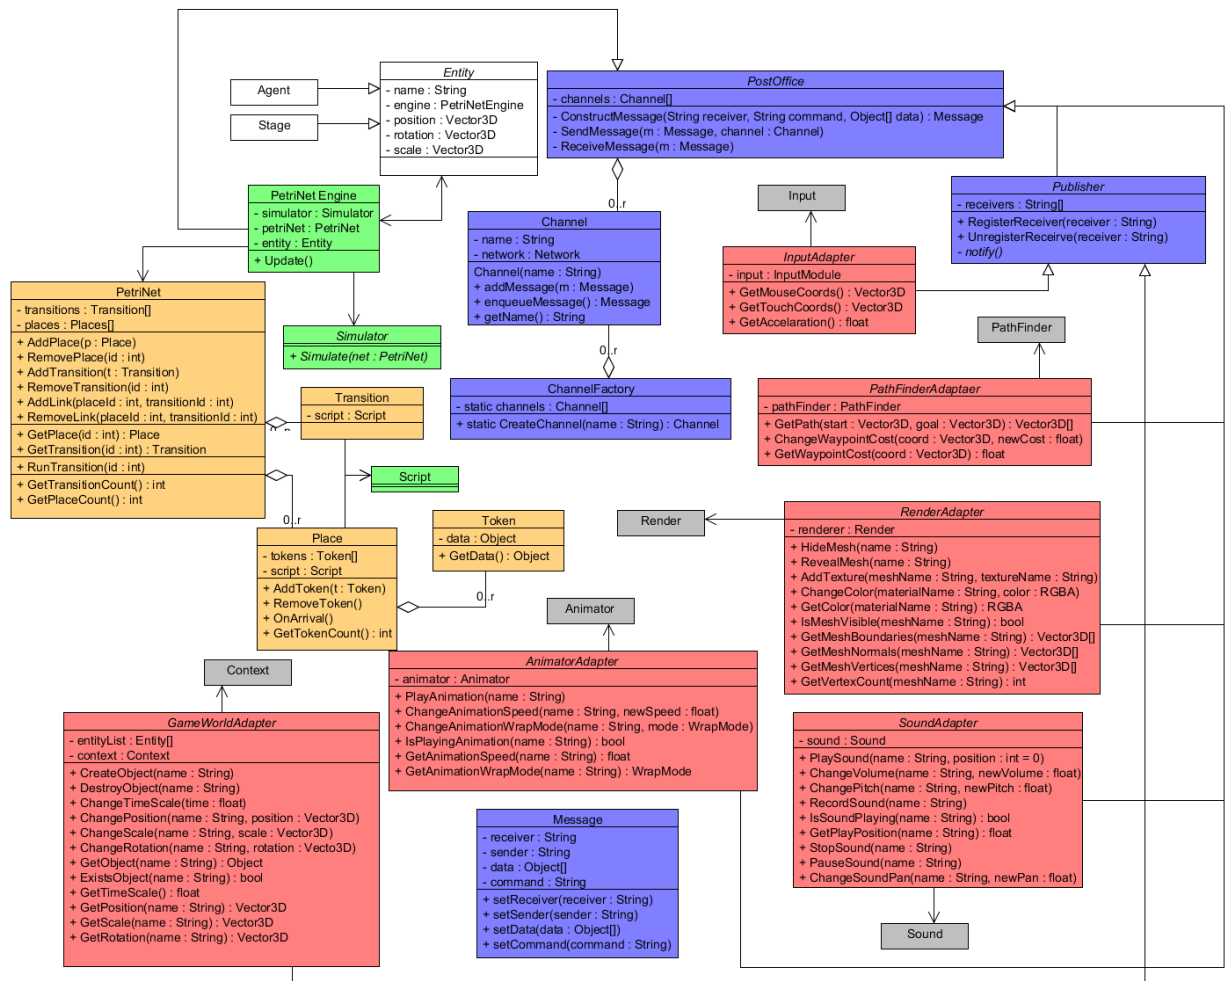 Agent
Stage
Entity
- name : String
- engine : PetriNetEngine
- position : Vector3D
- rotation : Vector3D
- scale : Vector3D
PostOffice
- channels : Channel[]
- ConstructMessage(String receiver, String command, Object[] data) : Message
- SendMessage(m : Message, channel : Channel)
- ReceiveMessage(m : Message)
PetriNet Engine
- simulator : Simulator
- petriNet : PetriNet
- entity : Entity
+ Update()
0..r
Channel
- name : String
- network : Network
Channel(name : String)
+ addMessage(m : Message)
+ enqueueMessage() : Message
+ getName() : String
Input
InputAdapter
- input : InputModule
+ GetMouseCoords() : Vector3D
+ GetTouchCoords() : Vector3D
+ GetAccelaration() : float
Publisher
- receivers : String[]
+ RegisterReceiver(receiver : String)
+ UnregisterReceirve(receiver : String)
- notify()
PetriNet
- transitions : Transition[]
- places : Places[]
+ AddPlace(p : Place)
+ RemovePlace(id : int)
+ AddTransition(t : Transition)
+ RemoveTransition(id : int)
+ AddLink(placeId : int, transitionId : int)
+ RemoveLink(placeId : int, transitionId : int)
+ GetPlace(id : int) : Place
+ GetTransition(id : int) : Transition
+ RunTransition(id : int)
+ GetTransitionCount() : int
+ GetPlaceCount() : int
Simulator
+ Simulate(net : PetriNet)
0..r
ChannelFactory
- static channels : Channel[]
+ static CreateChannel(name : String) : Channel
PathFinder
PathFinderAdaptaer
- pathFinder : PathFinder
+ GetPath(start : Vector3D, goal : Vector3D) : Vector3D[]
+ ChangeWaypointCost(coord : Vector3D, newCost : float)
+ GetWaypointCost(coord : Vector3D) : float
Transition
- script : Script
Script
0..r
Place
- tokens : Token[]
- script : Script
+ AddToken(t : Token)
+ RemoveToken()
+ OnArrival()
+ GetTokenCount() : int
Token
- data : Object
+ GetData() : Object
0..r
Render
RenderAdapter
- renderer : Render
+ HideMesh(name : String)
+ RevealMesh(name : String)
+ AddTexture(meshName : String, textureName : String)
+ ChangeColor(materialName : String, color : RGBA)
+ GetColor(materialName : String) : RGBA
+ IsMeshVisible(meshName : String) : bool
+ GetMeshBoundaries(meshName : String) : Vector3D[]
+ GetMeshNormals(meshName : String) : Vector3D[]
+ GetMeshVertices(meshName : String) : Vector3D[]
+ GetVertexCount(meshName : String) : int
Animator
AnimatorAdapter
- animator : Animator
+ PlayAnimation(name : String)
+ ChangeAnimationSpeed(name : String, newSpeed : float)
+ ChangeAnimationWrapMode(name : String, mode : WrapMode)
+ IsPlayingAnimation(name : String) : bool
+ GetAnimationSpeed(name : String) : float
+ GetAnimationWrapMode(name : String) : WrapMode
Context
GameWorldAdapter
- entityList : Entity[]
- context : Context
+ CreateObject(name : String)
+ DestroyObject(name : String)
+ ChangeTimeScale(time : float)
+ ChangePosition(name : String, position : Vector3D)
+ ChangeScale(name : String, scale : Vector3D)
+ ChangeRotation(name : String, rotation : Vecto3D)
+ GetObject(name : String) : Object
+ ExistsObject(name : String) : bool
+ GetTimeScale() : float
+ GetPosition(name : String) : Vector3D
+ GetScale(name : String) : Vector3D
+ GetRotation(name : String) : Vector3D
Message
- receiver : String
- sender : String
- data : Object[]
- command : String
+ setReceiver(receiver : String)
+ setSender(sender : String)
+ setData(data : Object[])
+ setCommand(command : String)
SoundAdapter
- sound : Sound
+ PlaySound(name : String, position : int = 0)
+ ChangeVolume(name : String, newVolume : float)
+ ChangePitch(name : String, newPitch : float)
+ RecordSound(name : String)
+ IsSoundPlaying(name : String) : bool
+ GetPlayPosition(name : String) : float
+ StopSound(name : String)
+ PauseSound(name : String)
+ ChangeSoundPan(name : String, newPan : float)
Sound